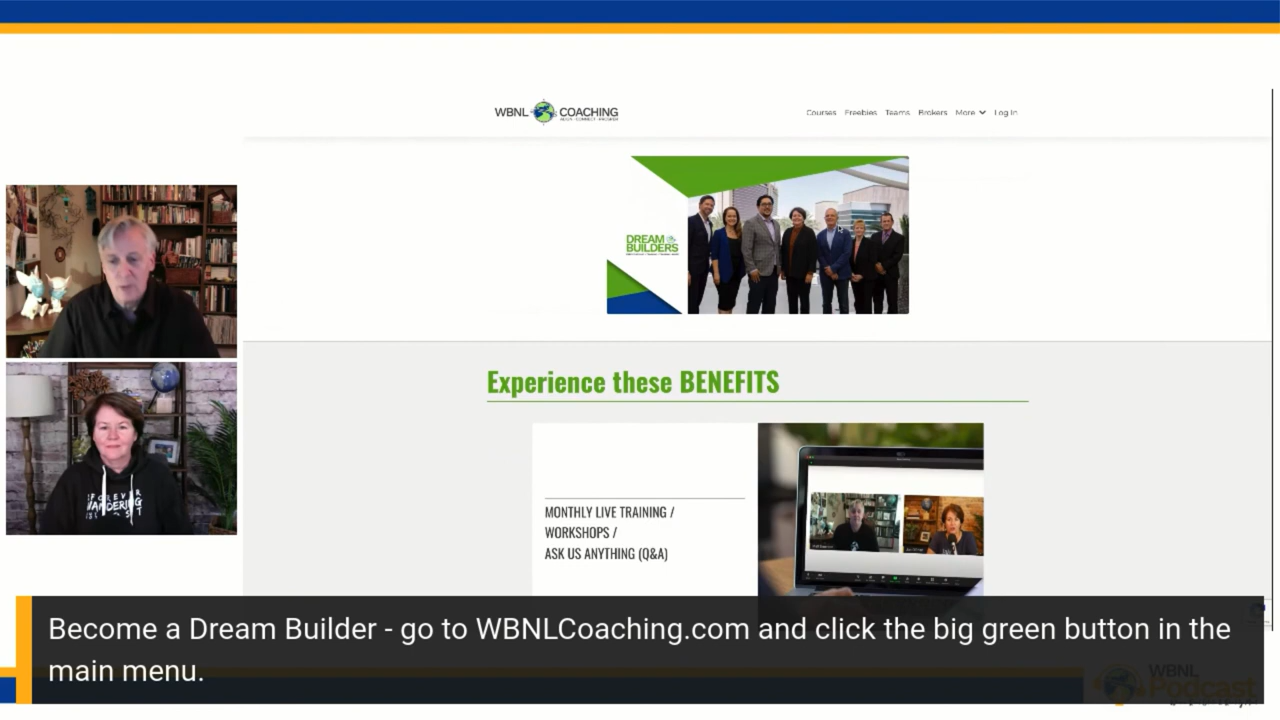 WBNL COACHING
Courses Freebies Teams Brokers More Log In
DREAM
BUILDERS
Experience these BENEFITS
MONTHLY LIVE TRAINING /
WORKSHOPS /
ASK US ANYTHING (Q&A)
FOREVER
WANDERING
Become a Dream Builder - go to WBNLCoaching.com and click the big green button in the
main menu.
WBNL
Podcast